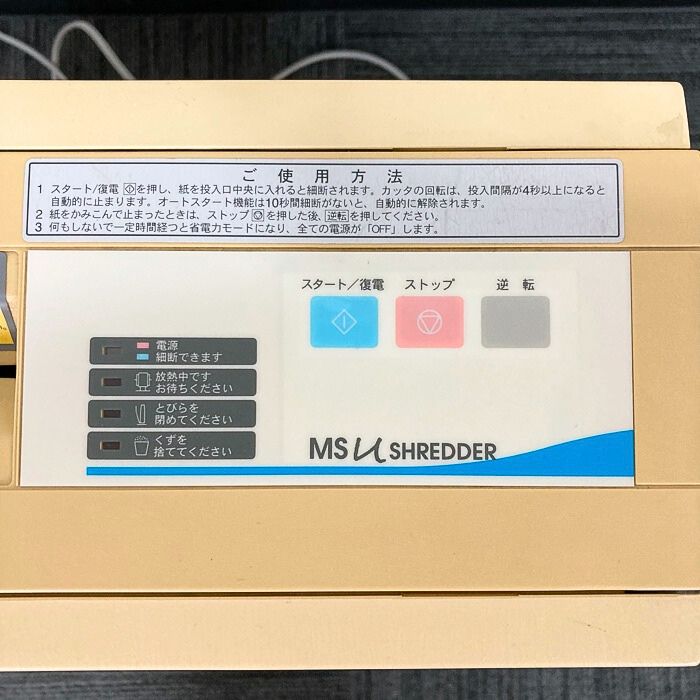 ご使用方法
1 スタート/復電 を押し、紙を投入口中央に入れると細断されます。カッタの回転は、投入間隔が4秒以上になると
自動的に止まります。オートスタート機能は10秒間細断がないと、自動的に解除されます。
2 紙をかみこんで止まったときは、ストップ を押した後、逆転を押してください。
3 何もしないで一定時間経つと省電力モードになり、全ての電源が「OFF」します。
スタート/復電 ストップ 逆転
電源
細断できます
放熱中です
お待ちください
とびらを
閉めてください
くずを
捨ててください
MSμ SHREDDER